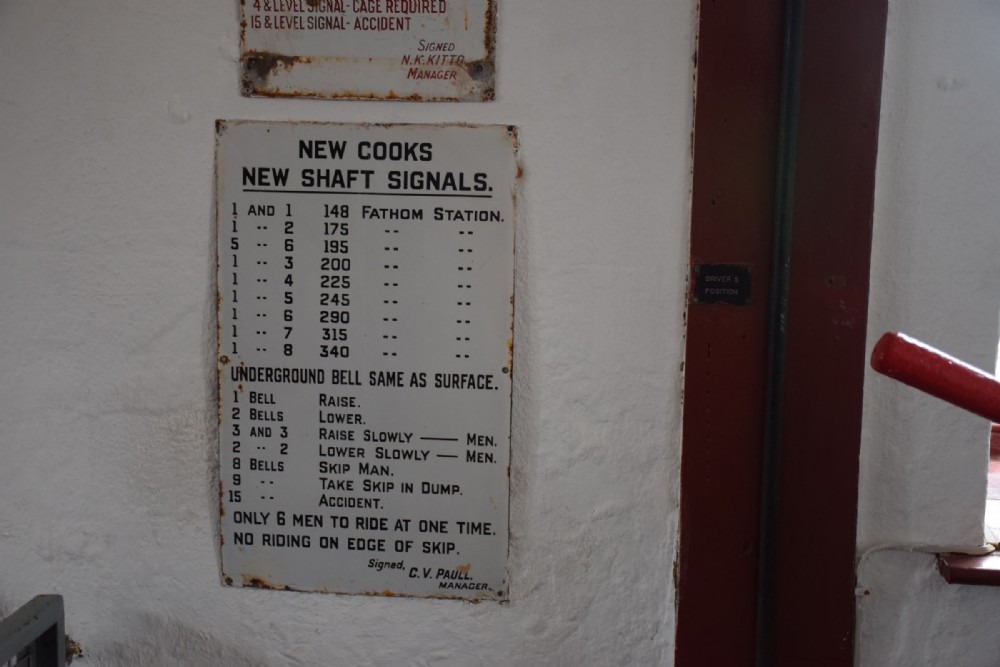 4 & LEVEL SIGNAL- CAGE REQUIRED
15 & LEVEL SIGNAL- ACCIDENT
SIGNED
N.K.KITTO
MANAGER
NEW COOKS
NEW SHAFT SIGNALS.
1 AND 1 148 FATHOM STATION.
1 -- 2 175 -- --
5 -- 6 195 -- --
1 -- 3 200 -- --
1 -- 4 225 -- --
1 -- 5 245 -- --
1 -- 6 290 -- --
1 -- 7 315 -- --
1 -- 8 340 -- --
UNDERGROUND BELL SAME AS SURFACE.
1 BELL RAISE.
2 BELLS LOWER.
3 AND 3 RAISE SLOWLY — MEN.
2 -- 2 LOWER SLOWLY — MEN.
8 BELLS SKIP MAN.
9 -- TAKE SKIP IN DUMP.
15 -- ACCIDENT.
ONLY 6 MEN TO RIDE AT ONE TIME.
NO RIDING ON EDGE OF SKIP.
Signed,
C.V. PAULL.
MANAGER.
DRIVER'S
POSITION